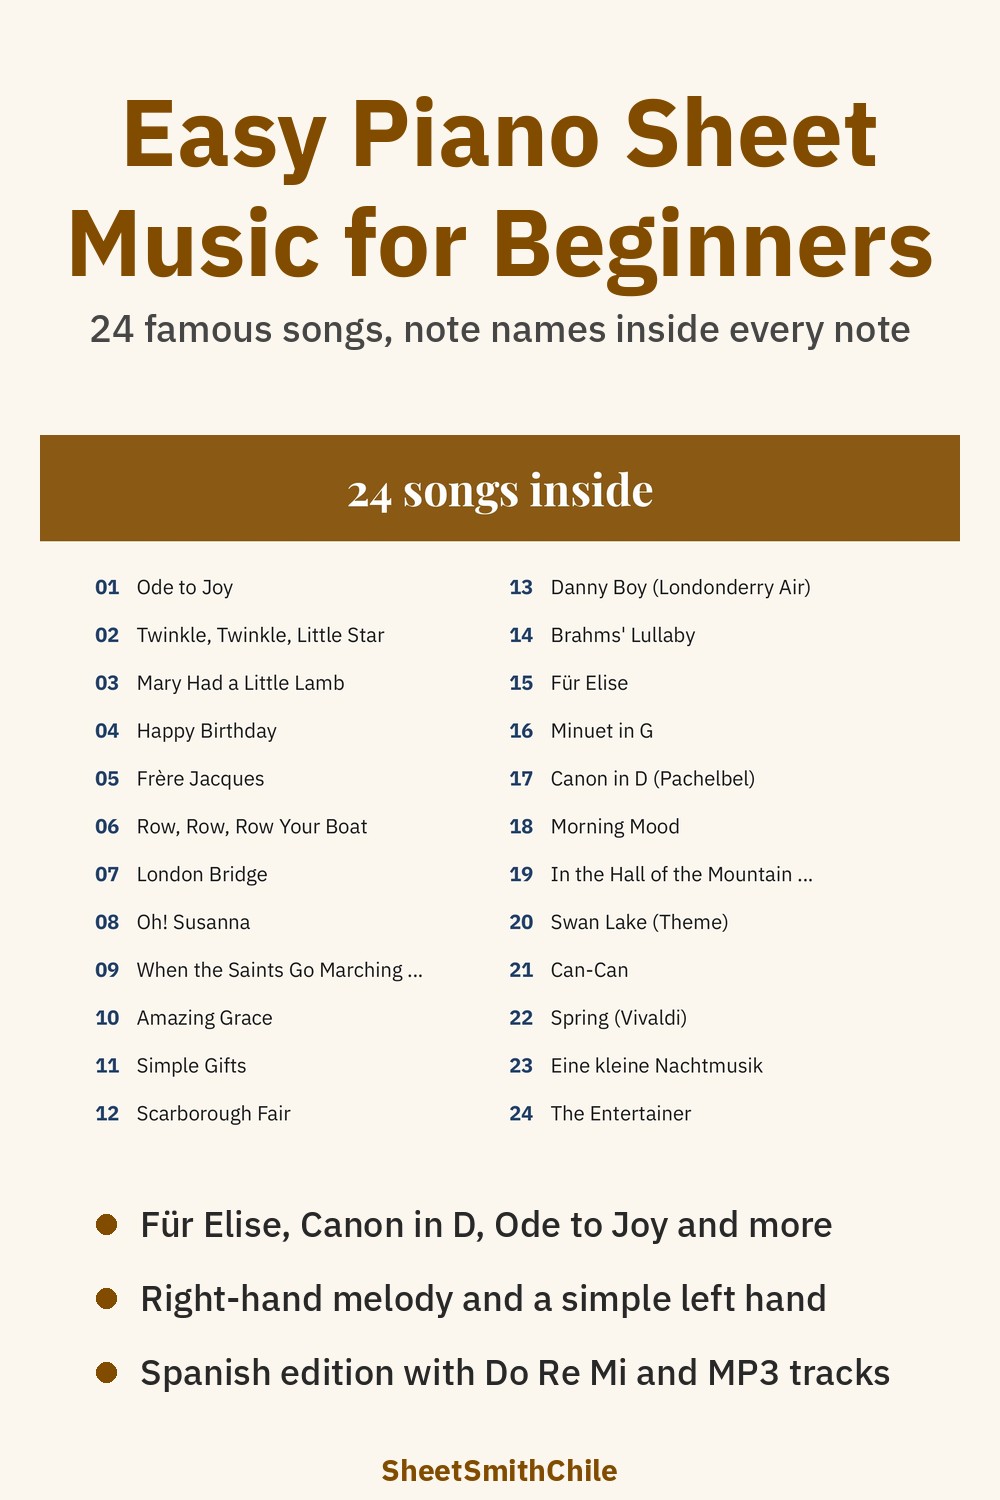 Easy Piano Sheet
Music for Beginners
24 famous songs, note names inside every note
24 songs inside
01 Ode to Joy
02 Twinkle, Twinkle, Little Star
03 Mary Had a Little Lamb
04 Happy Birthday
05 Frère Jacques
06 Row, Row, Row Your Boat
07 London Bridge
08 Oh! Susanna
09 When the Saints Go Marching ...
10 Amazing Grace
11 Simple Gifts
12 Scarborough Fair
13 Danny Boy (Londonderry Air)
14 Brahms' Lullaby
15 Für Elise
16 Minuet in G
17 Canon in D (Pachelbel)
18 Morning Mood
19 In the Hall of the Mountain ...
20 Swan Lake (Theme)
21 Can-Can
22 Spring (Vivaldi)
23 Eine kleine Nachtmusik
24 The Entertainer
Für Elise, Canon in D, Ode to Joy and more
Right-hand melody and a simple left hand
Spanish edition with Do Re Mi and MP3 tracks
SheetSmithChile